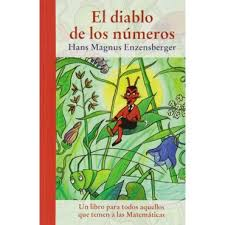 El diablo
de los números
Hans Magnus Enzensberger
Un libro para todos aquellos
que temen a las Matemáticas